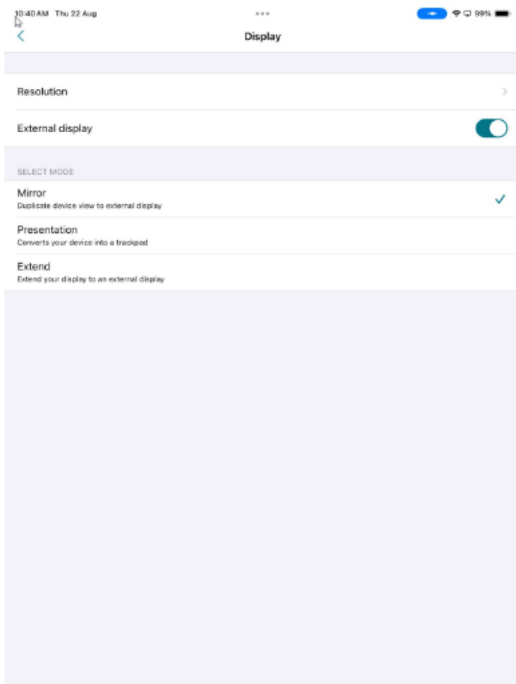 10:40 AM Thu 22 Aug
99%
Display
Resolution
External display
SELECT MODE
Mirror
Duplicate device view to external display
Presentation
Converts your device into a trackpad
Extend
Extend your display to an external display